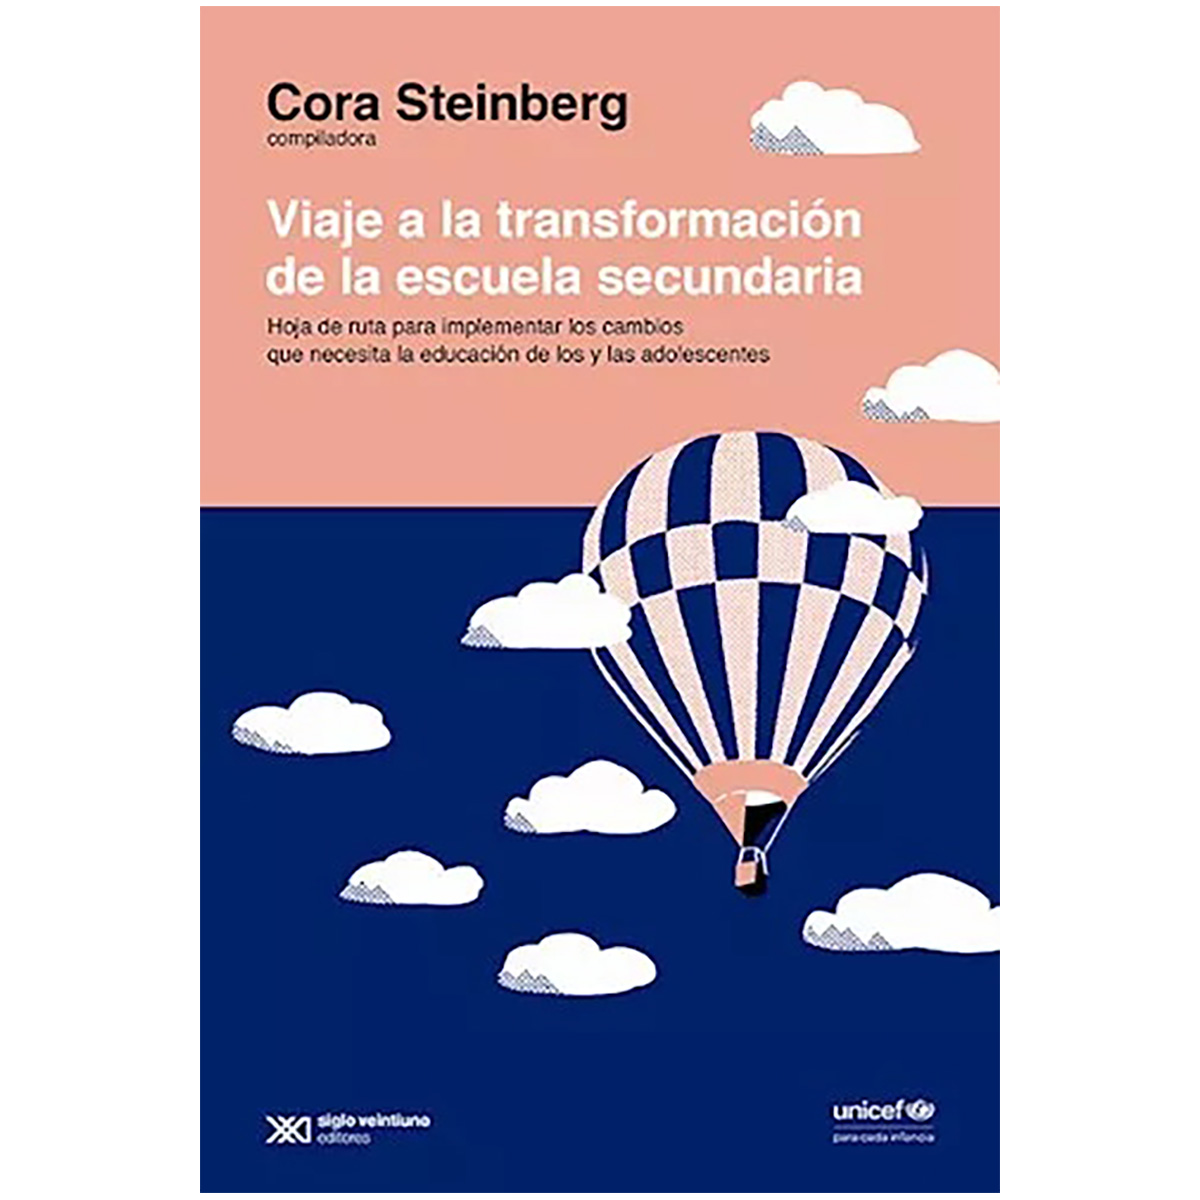 Cora Steinberg
compiladora
Viaje a la transformación
de la escuela secundaria
Hoja de ruta para implementar los cambios
que necesita la educación de los y las adolescentes
siglo veintiuno
editores
unicef
para cada infancia